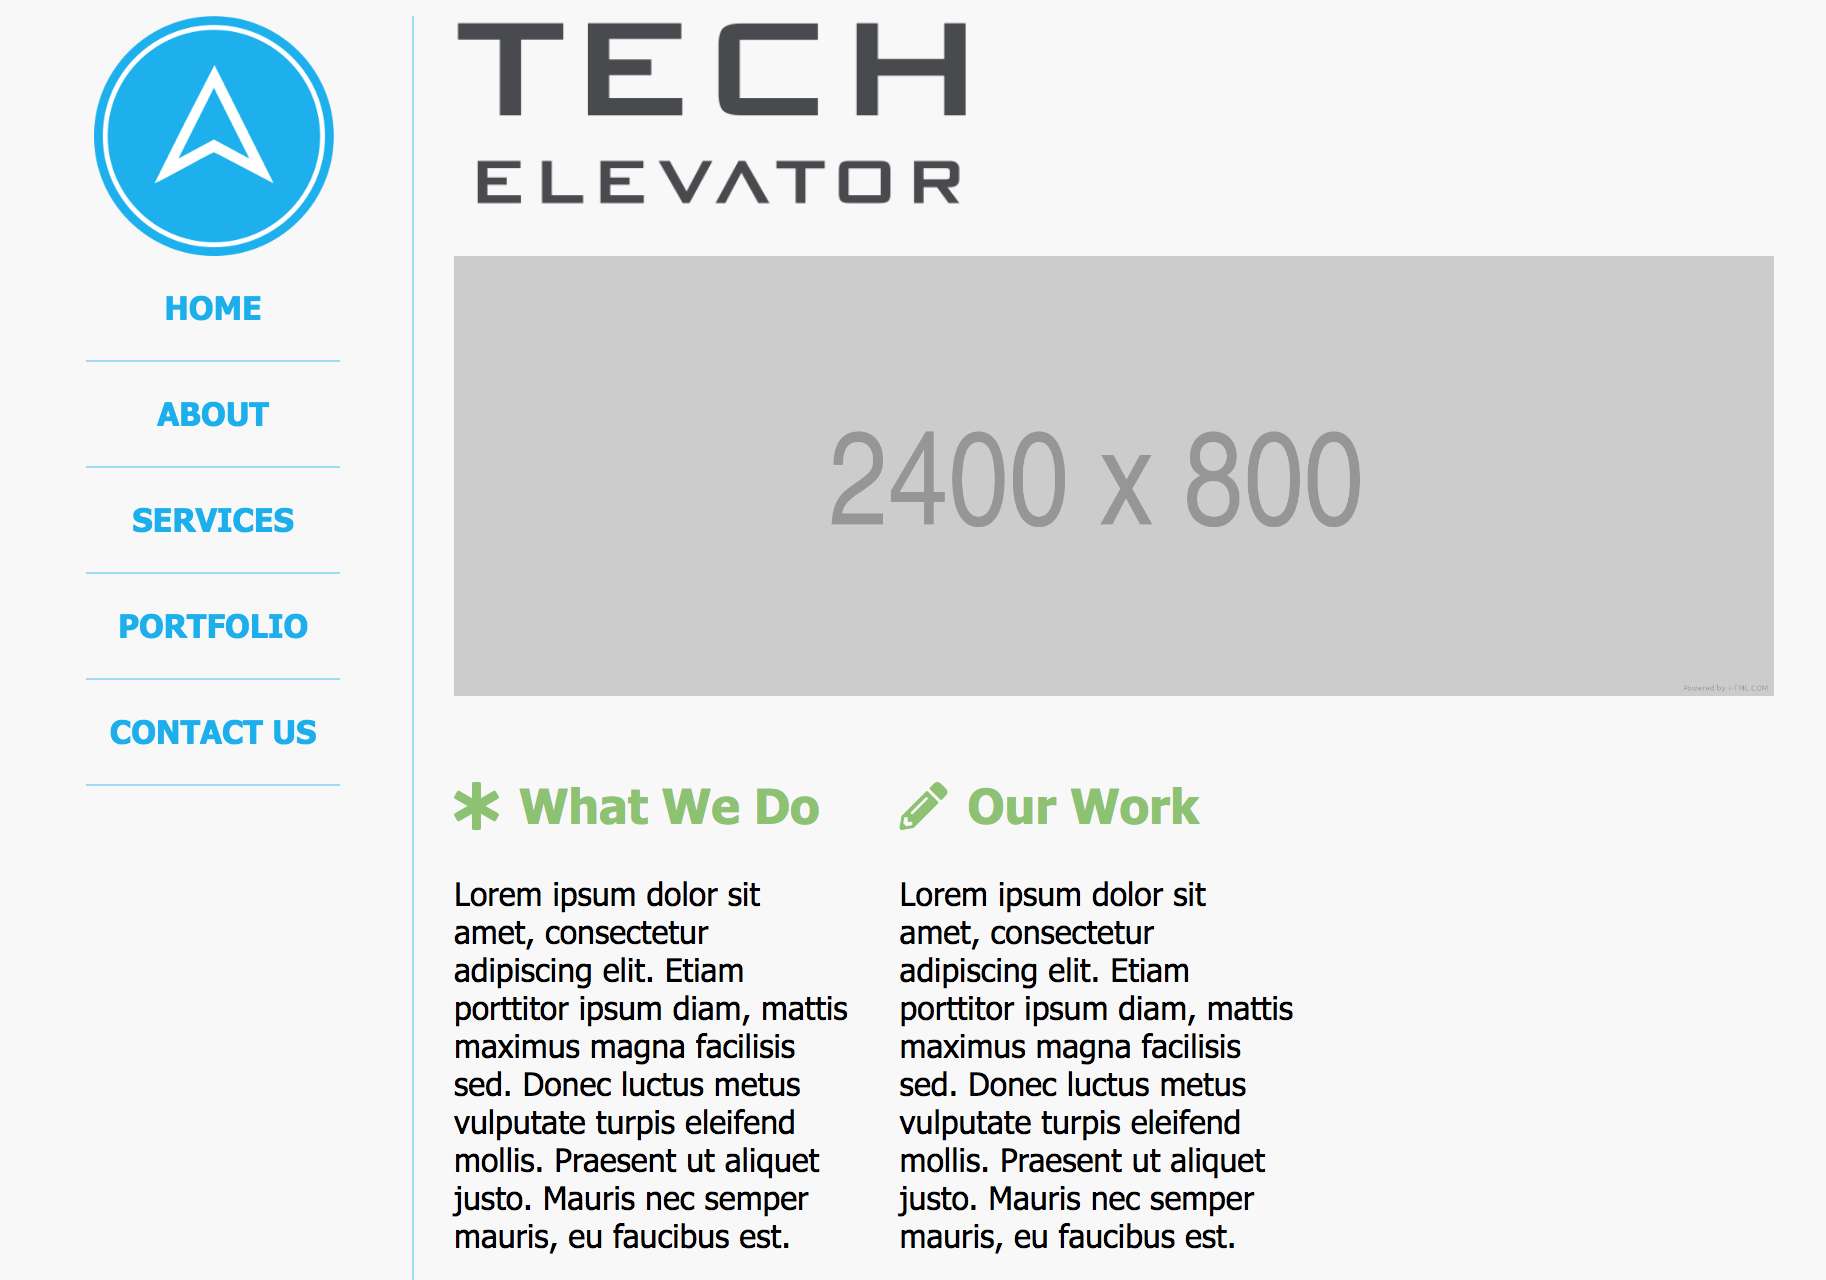 TECH
ELEVATOR
HOME
ABOUT
SERVICES
PORTFOLIO
CONTACT US
2400 x 800
Powered by HTML.COM
What We Do
Lorem ipsum dolor sit
amet, consectetur
adipiscing elit. Etiam
porttitor ipsum diam, mattis
maximus magna facilisis
sed. Donec luctus metus
vulputate turpis eleifend
mollis. Praesent ut aliquet
justo. Mauris nec semper
mauris, eu faucibus est.
Our Work
Lorem ipsum dolor sit
amet, consectetur
adipiscing elit. Etiam
porttitor ipsum diam, mattis
maximus magna facilisis
sed. Donec luctus metus
vulputate turpis eleifend
mollis. Praesent ut aliquet
justo. Mauris nec semper
mauris, eu faucibus est.